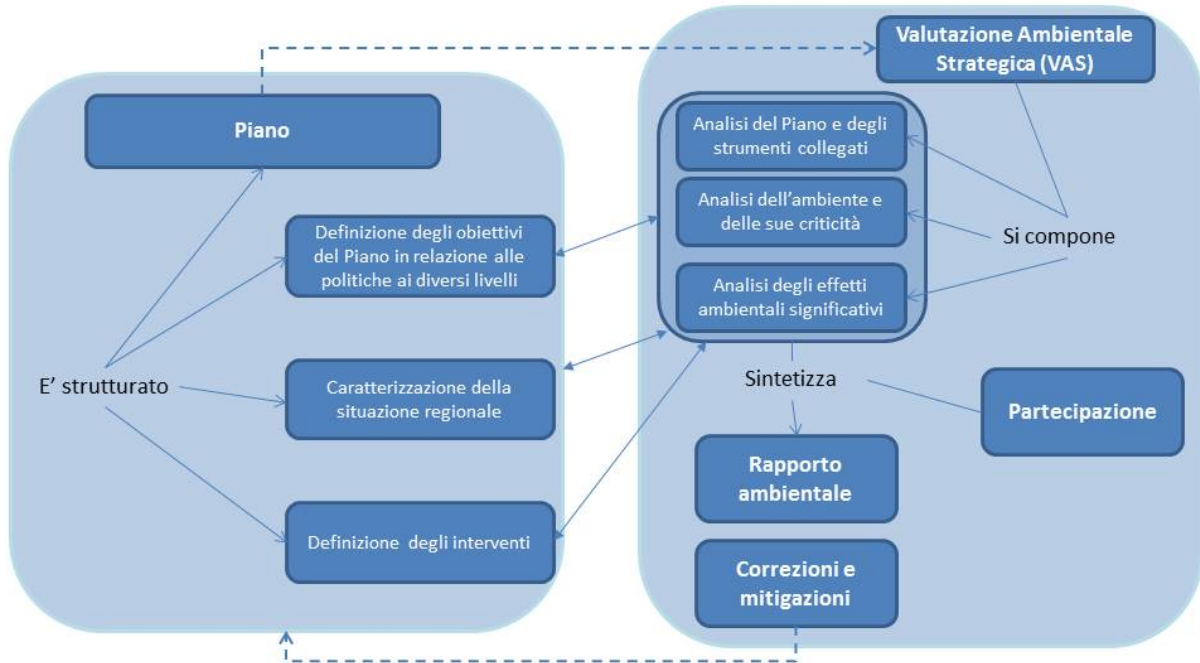 Piano
Definizione degli obiettivi
del Piano in relazione alle
politiche ai diversi livelli
E' strutturato
Caratterizzazione della
situazione regionale
Definizione degli interventi
Valutazione Ambientale
Strategica (VAS)
Analisi del Piano e degli
strumenti collegati
Analisi dell'ambiente e
delle sue criticità
Analisi degli effetti
ambientali significativi
Si compone
Sintetizza
Partecipazione
Rapporto
ambientale
Correzioni e
mitigazioni